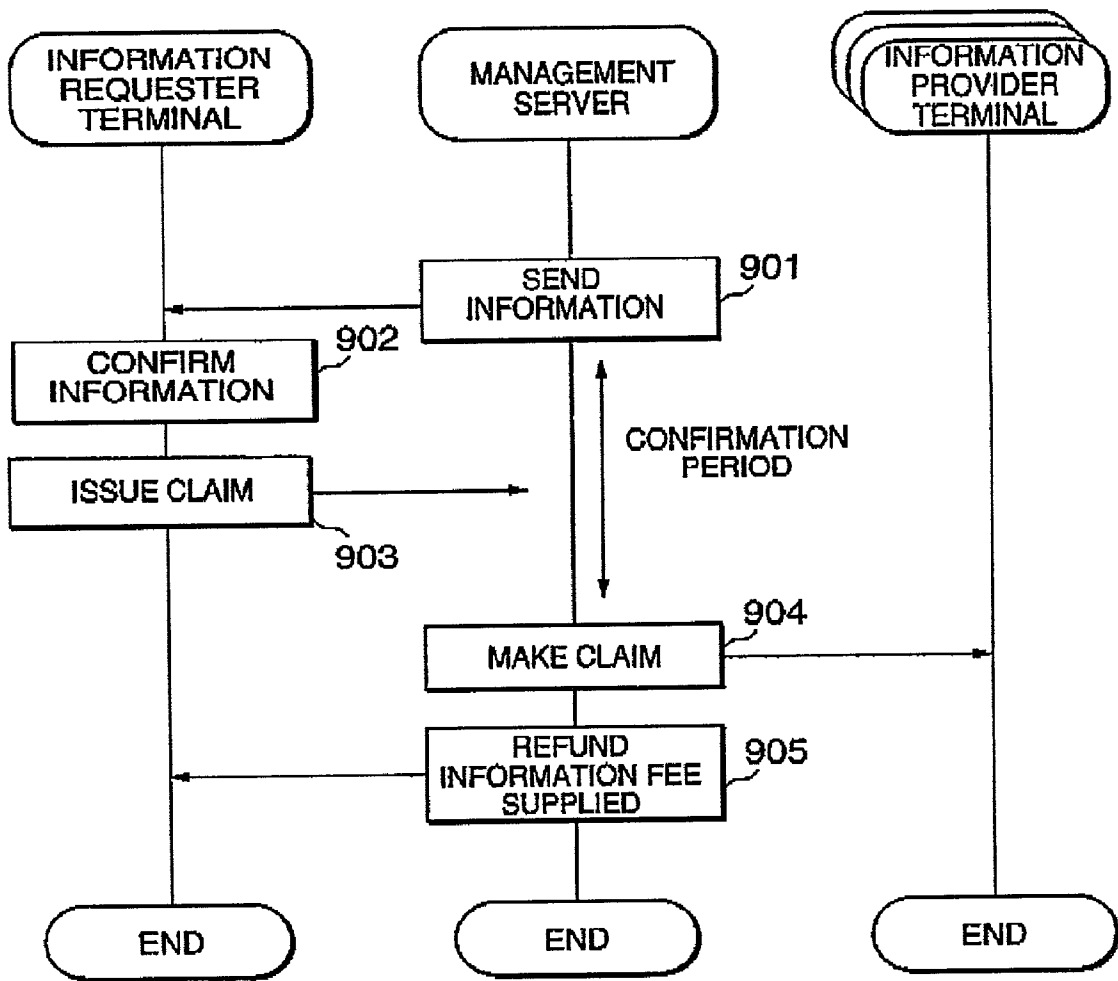 INFORMATION
REQUESTER
TERMINAL
MANAGEMENT
SERVER
INFORMATION
PROVIDER
TERMINAL
SEND
INFORMATION
901
CONFIRM
INFORMATION
902
CONFIRMATION
PERIOD
ISSUE CLAIM
903
MAKE CLAIM
904
REFUND
INFORMATION FEE
SUPPLIED
905
END
END
END